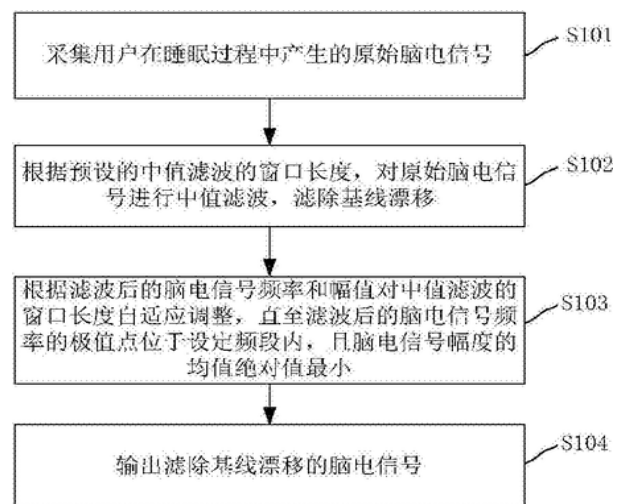 采集用户在睡眠过程中产生的原始脑电信号
S101
根据预设的中值滤波的窗口长度，对原始脑电信
号进行中值滤波，滤除基线漂移
S102
根据滤波后的脑电信号频率和幅值对中值滤波的
窗口长度自适应调整，直至滤波后的脑电信号频
率的极值点位于设定频段内，且脑电信号幅度的
均值绝对值最小
S103
输出滤除基线漂移的脑电信号
S104